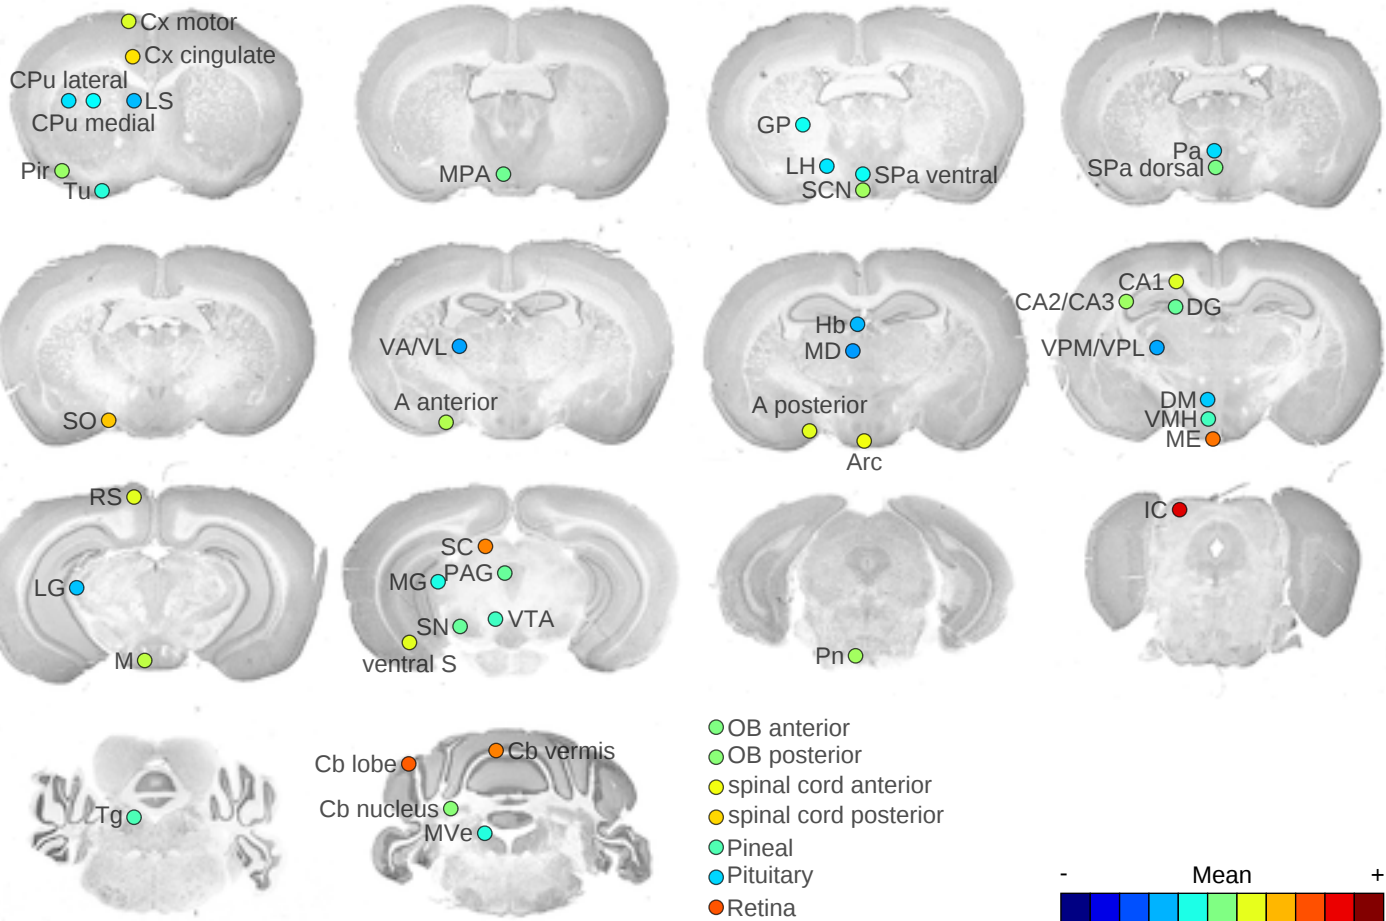 Cx motor
Cx cingulate
CPu lateral
LS
CPu medial
Pir
Tu
MPA
GP
LH
SPa ventral
SCN
Pa
SPa dorsal
SO
VA/VL
A anterior
Hb
MD
A posterior
Arc
CA1
CA2/CA3
DG
VPM/VPL
DM
VMH
ME
RS
LG
M
SC
PAG
MG
VTA
SN
ventral S
Pn
IC
Tg
Cb vermis
Cb lobe
Cb nucleus
MVe
OB anterior
OB posterior
spinal cord anterior
spinal cord posterior
Pineal
Pituitary
Retina
- Mean +